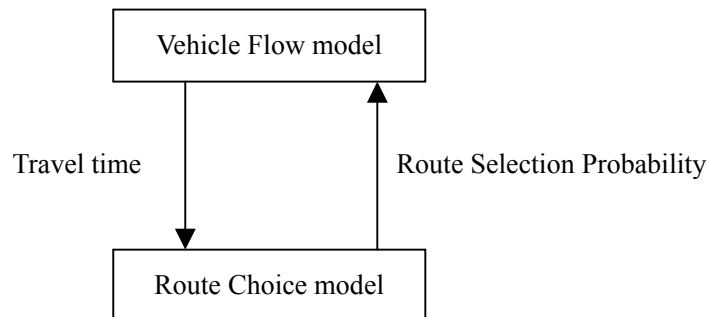 Vehicle Flow model
Travel time
Route Selection Probability
Route Choice model